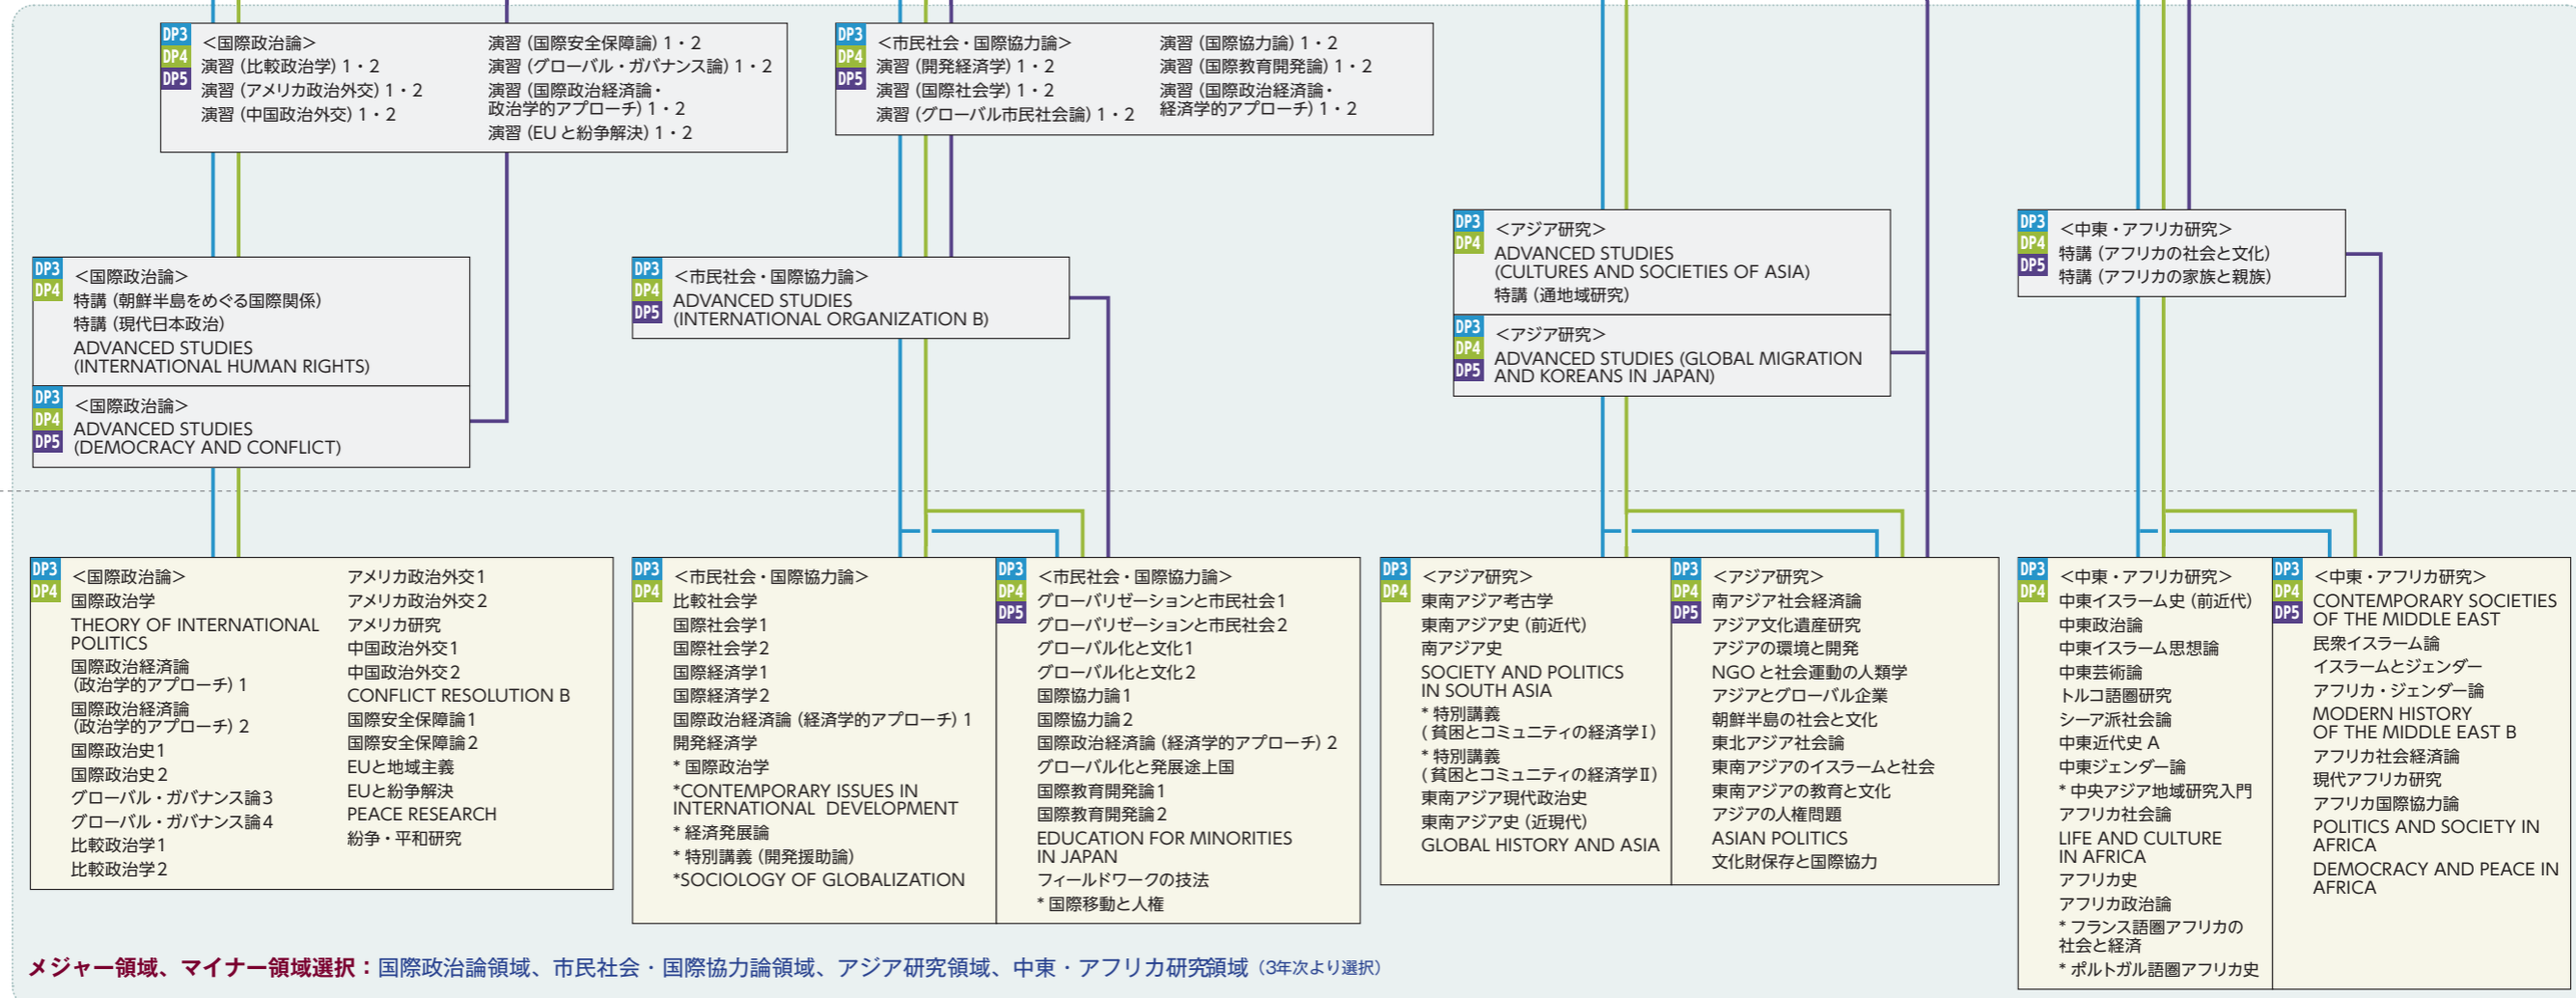 DP3
DP4
DP5
＜国際政治論＞
演習（比較政治学）1・2
演習（アメリカ政治外交）1・2
演習（中国政治外交）1・2
演習（国際安全保障論）1・2
演習（グローバル・ガバナンス論）1・2
演習（国際政治経済論・
政治学的アプローチ）1・2
演習（EUと紛争解決）1・2
DP3
DP4
DP5
＜市民社会・国際協力論＞
演習（開発経済学）1・2
演習（国際社会学）1・2
演習（グローバル市民社会論）1・2
演習（国際協力論）1・2
演習（国際教育開発論）1・2
演習（国際政治経済論・
経済学的アプローチ）1・2
DP3
DP4
＜国際政治論＞
特講（朝鮮半島をめぐる国際関係）
特講（現代日本政治）
ADVANCED STUDIES
(INTERNATIONAL HUMAN RIGHTS)
DP3
DP4
DP5
＜国際政治論＞
ADVANCED STUDIES
(DEMOCRACY AND CONFLICT)
DP3
DP4
DP5
＜市民社会・国際協力論＞
ADVANCED STUDIES
(INTERNATIONAL ORGANIZATION B)
DP3
DP4
＜アジア研究＞
ADVANCED STUDIES
(CULTURES AND SOCIETIES OF ASIA)
特講（通地域研究）
DP3
DP4
DP5
＜アジア研究＞
ADVANCED STUDIES (GLOBAL MIGRATION
AND KOREANS IN JAPAN)
DP3
DP4
DP5
＜中東・アフリカ研究＞
特講（アフリカの社会と文化）
特講（アフリカの家族と親族）
DP3
DP4
＜国際政治論＞
国際政治学
THEORY OF INTERNATIONAL
POLITICS
国際政治経済論
（政治学的アプローチ）1
国際政治経済論
（政治学的アプローチ）2
国際政治史1
国際政治史2
グローバル・ガバナンス論3
グローバル・ガバナンス論4
比較政治学1
比較政治学2
アメリカ政治外交1
アメリカ政治外交2
アメリカ研究
中国政治外交1
中国政治外交2
CONFLICT RESOLUTION B
国際安全保障論1
国際安全保障論2
EUと地域主義
EUと紛争解決
PEACE RESEARCH
紛争・平和研究
DP3
DP4
＜市民社会・国際協力論＞
比較社会学
国際社会学1
国際社会学2
国際経済学1
国際経済学2
国際政治経済論（経済学的アプローチ）1
開発経済学
* 国際政治学
*CONTEMPORARY ISSUES IN
INTERNATIONAL DEVELOPMENT
* 経済発展論
* 特別講義（開発援助論）
*SOCIOLOGY OF GLOBALIZATION
DP3
DP4
DP5
＜市民社会・国際協力論＞
グローバリゼーションと市民社会1
グローバリゼーションと市民社会2
グローバル化と文化1
グローバル化と文化2
国際協力論1
国際協力論2
国際政治経済論（経済学的アプローチ）2
グローバル化と発展途上国
国際教育開発論1
国際教育開発論2
EDUCATION FOR MINORITIES
IN JAPAN
フィールドワークの技法
* 国際移動と人権
DP3
DP4
＜アジア研究＞
東南アジア考古学
東南アジア史（前近代）
南アジア史
SOCIETY AND POLITICS
IN SOUTH ASIA
* 特別講義
（貧困とコミュニティの経済学Ⅰ）
* 特別講義
（貧困とコミュニティの経済学Ⅱ）
東南アジア現代政治史
東南アジア史（近現代）
GLOBAL HISTORY AND ASIA
DP3
DP4
DP5
＜アジア研究＞
南アジア社会経済論
アジア文化遺産研究
アジアの環境と開発
NGOと社会運動の人類学
アジアとグローバル企業
朝鮮半島の社会と文化
東北アジア社会論
東南アジアのイスラームと社会
東南アジアの教育と文化
アジアの人権問題
ASIAN POLITICS
文化財保存と国際協力
DP3
DP4
＜中東・アフリカ研究＞
中東イスラーム史（前近代）
中東政治論
中東イスラーム思想論
中東芸術論
トルコ語圏研究
シーア派社会論
中東近代史 A
中東ジェンダー論
* 中央アジア地域研究入門
アフリカ社会論
LIFE AND CULTURE
IN AFRICA
アフリカ史
アフリカ政治論
* フランス語圏アフリカの
社会と経済
* ポルトガル語圏アフリカ史
DP3
DP4
DP5
＜中東・アフリカ研究＞
CONTEMPORARY SOCIETIES
OF THE MIDDLE EAST
民衆イスラーム論
イスラームとジェンダー
アフリカ・ジェンダー論
MODERN HISTORY
OF THE MIDDLE EAST B
アフリカ社会経済論
現代アフリカ研究
アフリカ国際協力論
POLITICS AND SOCIETY IN
AFRICA
DEMOCRACY AND PEACE IN
AFRICA
メジャー領域、マイナー領域選択：国際政治論領域、市民社会・国際協力論領域、アジア研究領域、中東・アフリカ研究領域（3年次より選択）